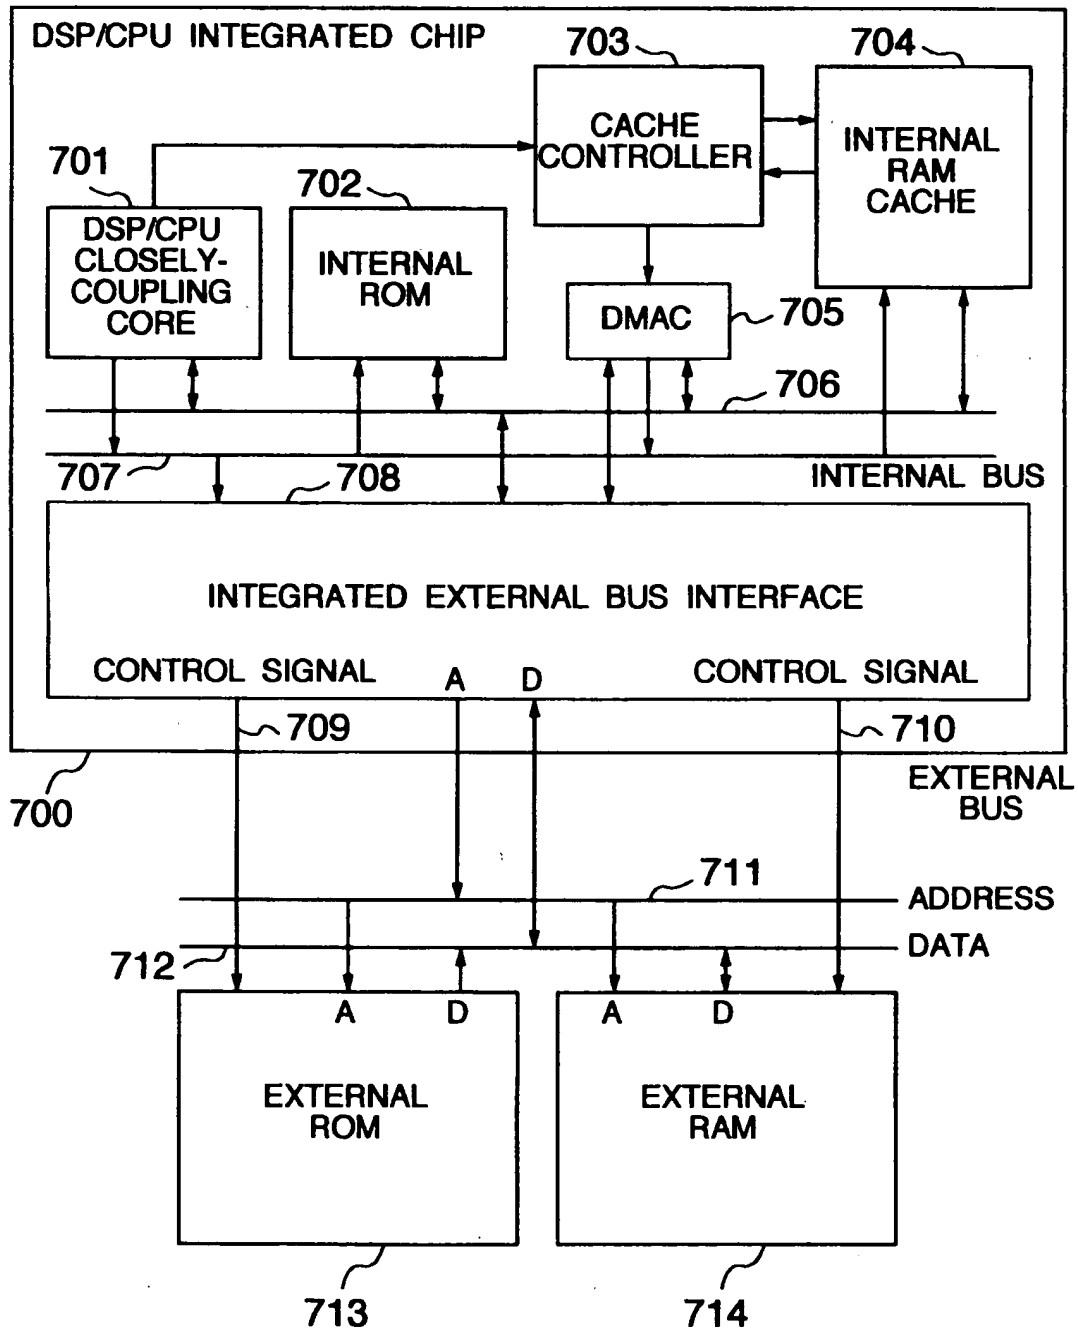 DSP/CPU INTEGRATED CHIP
703
704
CACHE
CONTROLLER
INTERNAL
RAM
CACHE
701
702
DSP/CPU
CLOSELY-
COUPLING
CORE
INTERNAL
ROM
DMAC
705
706
707
708
INTERNAL BUS
INTEGRATED EXTERNAL BUS INTERFACE
CONTROL SIGNAL
A
D
CONTROL SIGNAL
709
710
700
EXTERNAL
BUS
711
ADDRESS
712
DATA
A
D
A
D
EXTERNAL
ROM
EXTERNAL
RAM
713
714